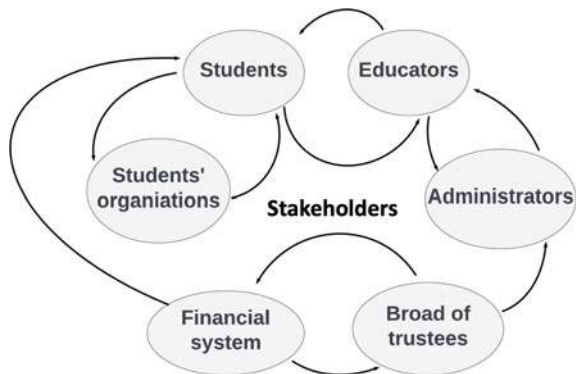 Students
Educators
Students'
organiations
Stakeholders
Administrators
Financial
system
Broad of
trustees